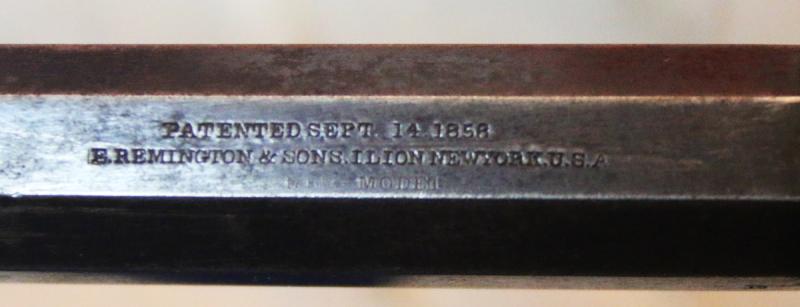 PATENTED SEPT. 14 1858
E.REMINGTON & SONS.ILION NEW YORK.U.S.A
MODEL